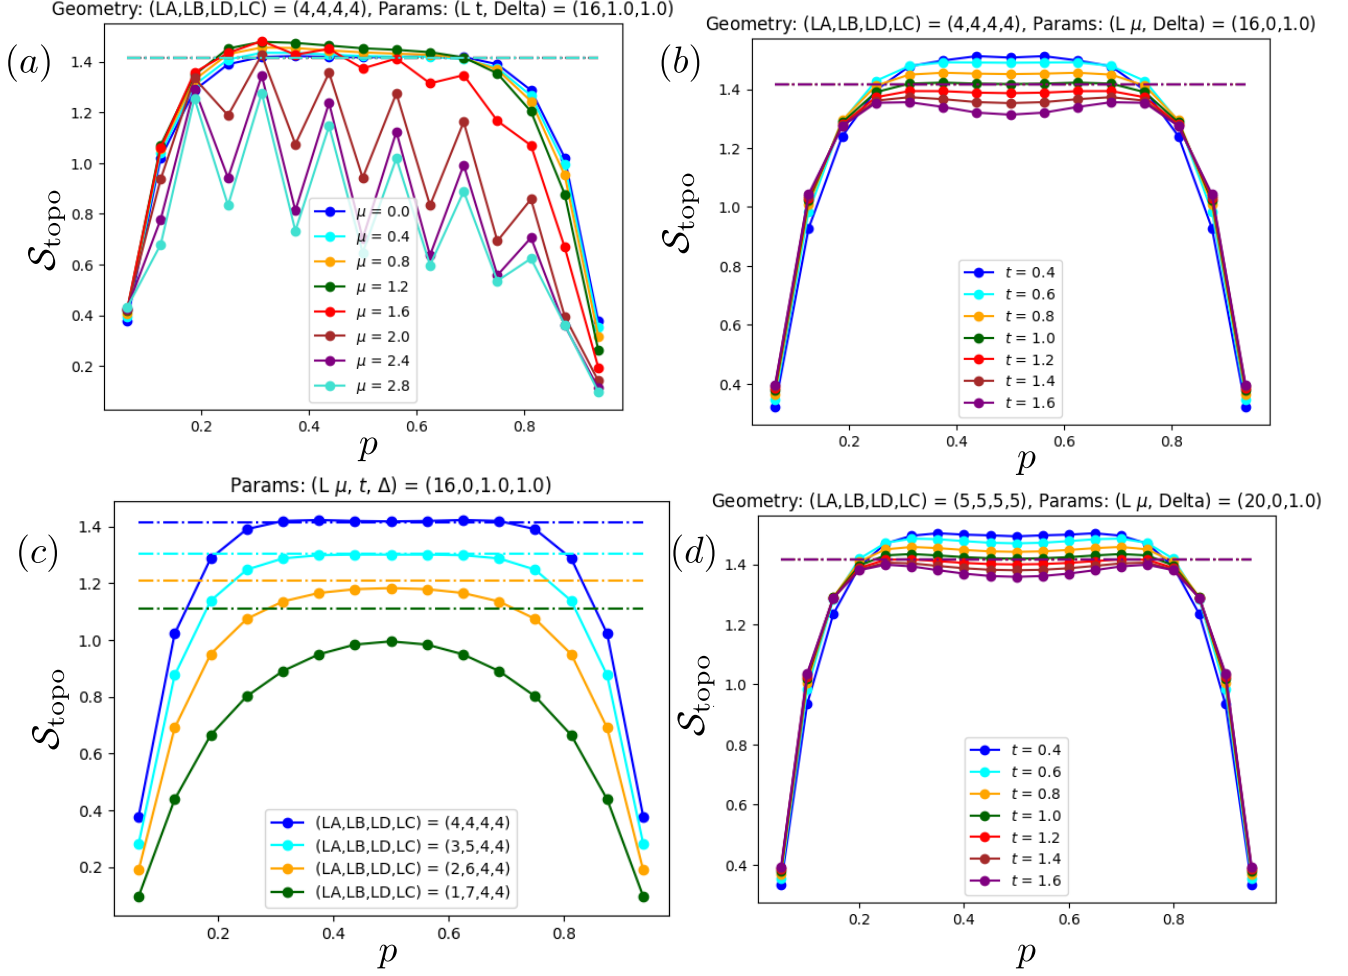 Geometry: (LA,LB,LD,LC) = (4,4,4,4), Params: (L t, Delta) = (16,1.0,1.0)
(a)
1.4
1.2
1.0
0.8
0.6
0.4
0.2
𝒮topo
μ = 0.0
μ = 0.4
μ = 0.8
μ = 1.2
μ = 1.6
μ = 2.0
μ = 2.4
μ = 2.8
0.2 0.4 0.6 0.8
p
Geometry: (LA,LB,LD,LC) = (4,4,4,4), Params: (L μ, Delta) = (16,0,1.0)
(b)
1.4
1.2
1.0
0.8
0.6
0.4
𝒮topo
t = 0.4
t = 0.6
t = 0.8
t = 1.0
t = 1.2
t = 1.4
t = 1.6
0.2 0.4 0.6 0.8
p
Params: (L μ, t, Δ) = (16,0,1.0,1.0)
(c)
1.4
1.2
1.0
0.8
0.6
0.4
0.2
𝒮topo
(LA,LB,LD,LC) = (4,4,4,4)
(LA,LB,LD,LC) = (3,5,4,4)
(LA,LB,LD,LC) = (2,6,4,4)
(LA,LB,LD,LC) = (1,7,4,4)
0.2 0.4 0.6 0.8
p
Geometry: (LA,LB,LD,LC) = (5,5,5,5), Params: (L μ, Delta) = (20,0,1.0)
(d)
1.4
1.2
1.0
0.8
0.6
0.4
𝒮topo
t = 0.4
t = 0.6
t = 0.8
t = 1.0
t = 1.2
t = 1.4
t = 1.6
0.2 0.4 0.6 0.8
p